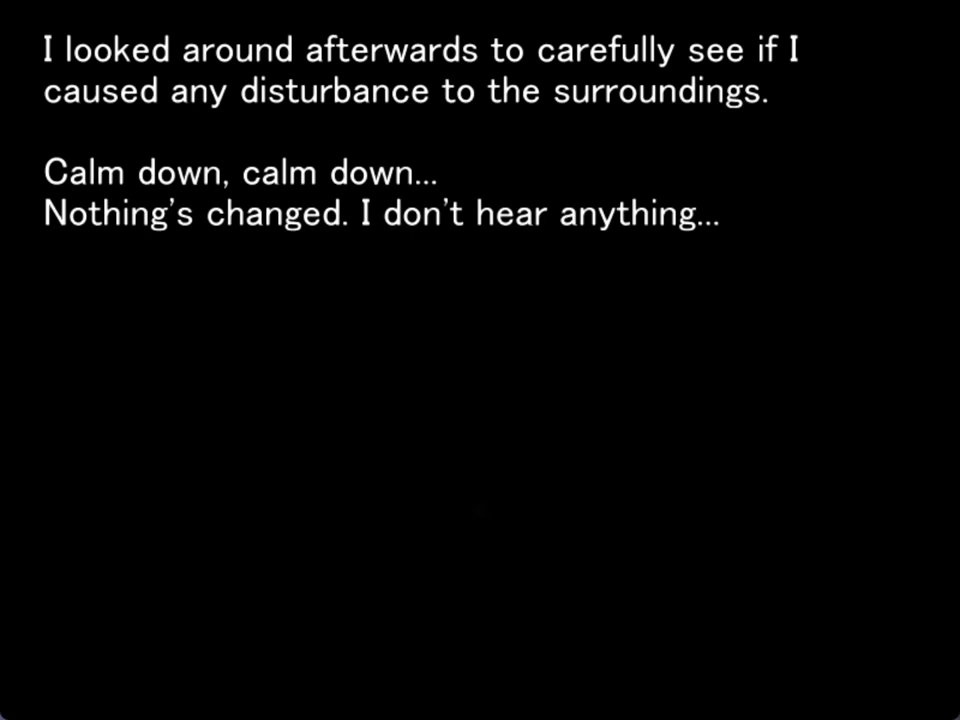 I looked around afterwards to carefully see if I
caused any disturbance to the surroundings.
Calm down, calm down...
Nothing's changed. I don't hear anything...